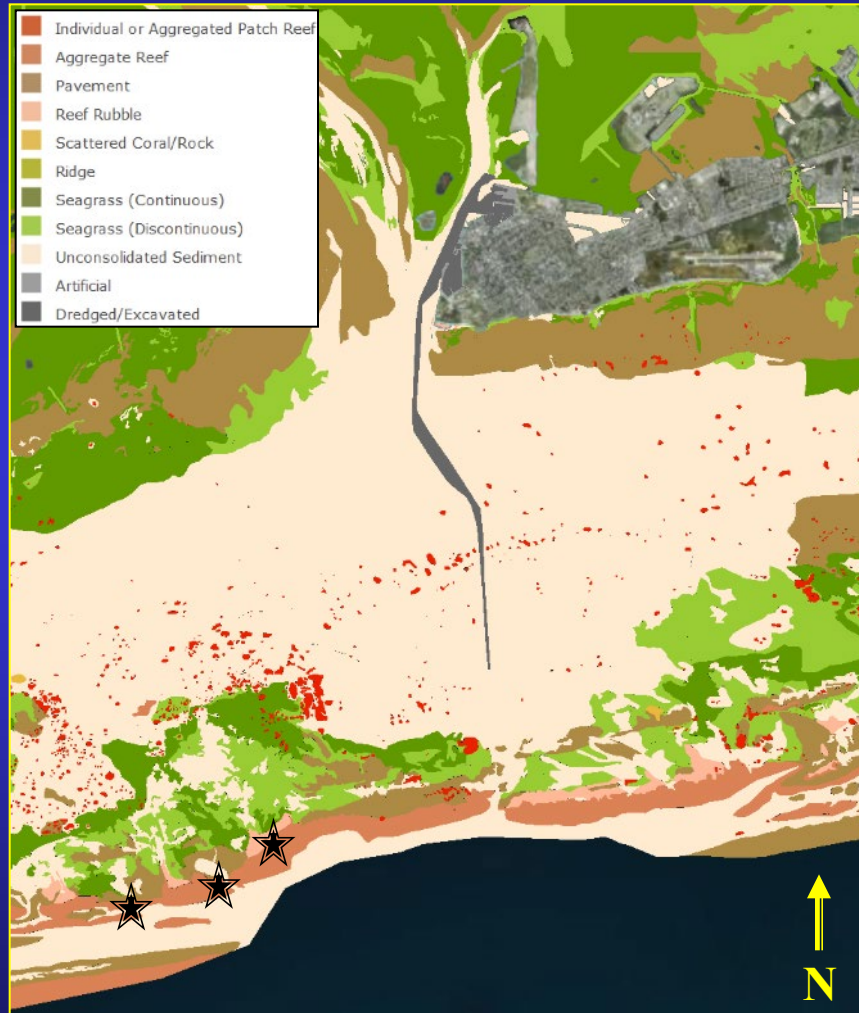 Individual or Aggregated Patch Reef
Aggregate Reef
Pavement
Reef Rubble
Scattered Coral/Rock
Ridge
Seagrass (Continuous)
Seagrass (Discontinuous)
Unconsolidated Sediment
Artificial
Dredged/Excavated
N